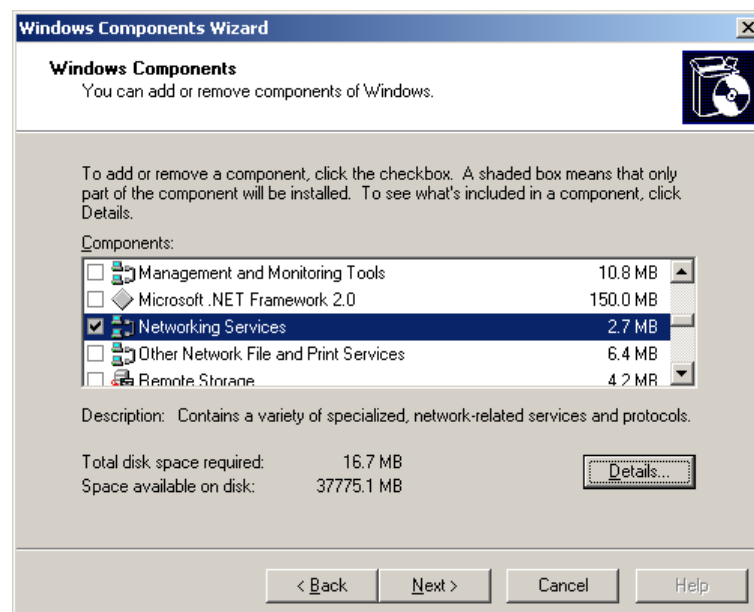 Windows Components Wizard
Windows Components
You can add or remove components of Windows.
To add or remove a component, click the checkbox. A shaded box means that only
part of the component will be installed. To see what's included in a component, click
Details.
Components:
Management and Monitoring Tools 10.8 MB
Microsoft .NET Framework 2.0 150.0 MB
Networking Services 2.7 MB
Other Network File and Print Services 6.4 MB
Remote Storage 4.2 MB
Description: Contains a variety of specialized, network-related services and protocols.
Total disk space required: 16.7 MB
Space available on disk: 37775.1 MB
Details...
< Back Next > Cancel Help